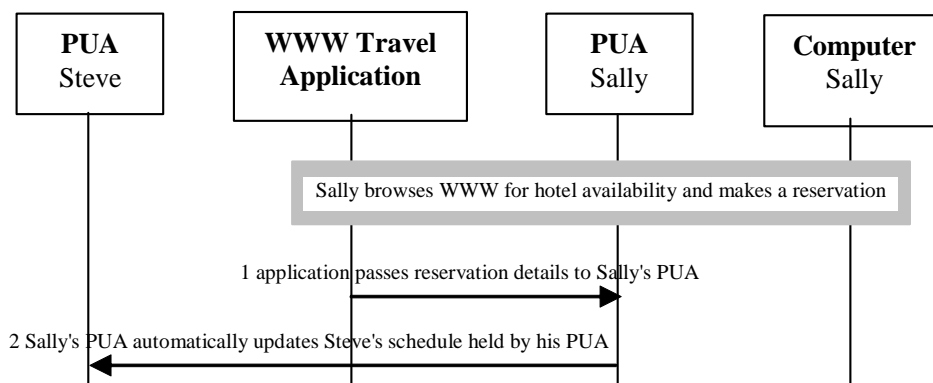 PUA
Steve
WWW Travel
Application
PUA
Sally
Computer
Sally
Sally browses WWW for hotel availability and makes a reservation
1 application passes reservation details to Sally's PUA
2 Sally's PUA automatically updates Steve's schedule held by his PUA